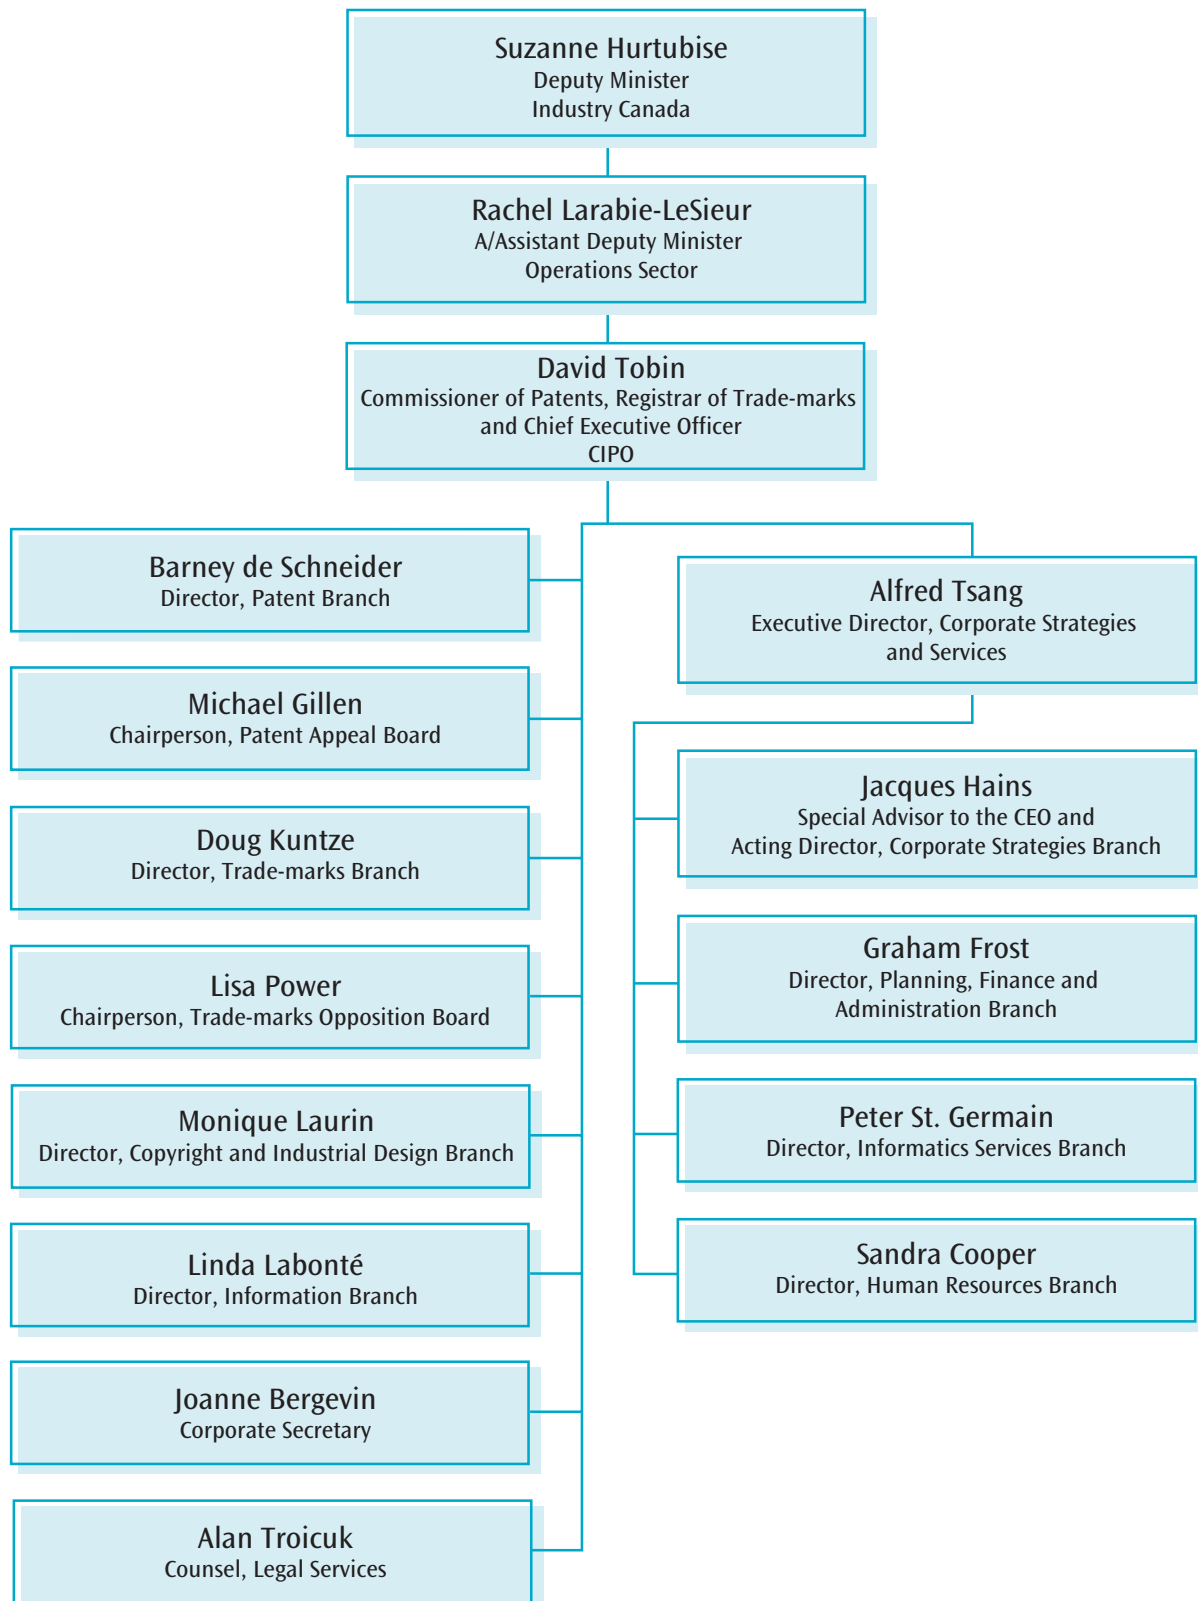 Suzanne Hurtubise
Deputy Minister
Industry Canada
Rachel Larabie-LeSieur
A/Assistant Deputy Minister
Operations Sector
David Tobin
Commissioner of Patents, Registrar of Trade-marks
and Chief Executive Officer
CIPO
Barney de Schneider
Director, Patent Branch
Michael Gillen
Chairperson, Patent Appeal Board
Doug Kuntze
Director, Trade-marks Branch
Lisa Power
Chairperson, Trade-marks Opposition Board
Monique Laurin
Director, Copyright and Industrial Design Branch
Linda Labonté
Director, Information Branch
Joanne Bergevin
Corporate Secretary
Alan Troicuk
Counsel, Legal Services
Alfred Tsang
Executive Director, Corporate Strategies
and Services
Jacques Hains
Special Advisor to the CEO and
Acting Director, Corporate Strategies Branch
Graham Frost
Director, Planning, Finance and
Administration Branch
Peter St. Germain
Director, Informatics Services Branch
Sandra Cooper
Director, Human Resources Branch